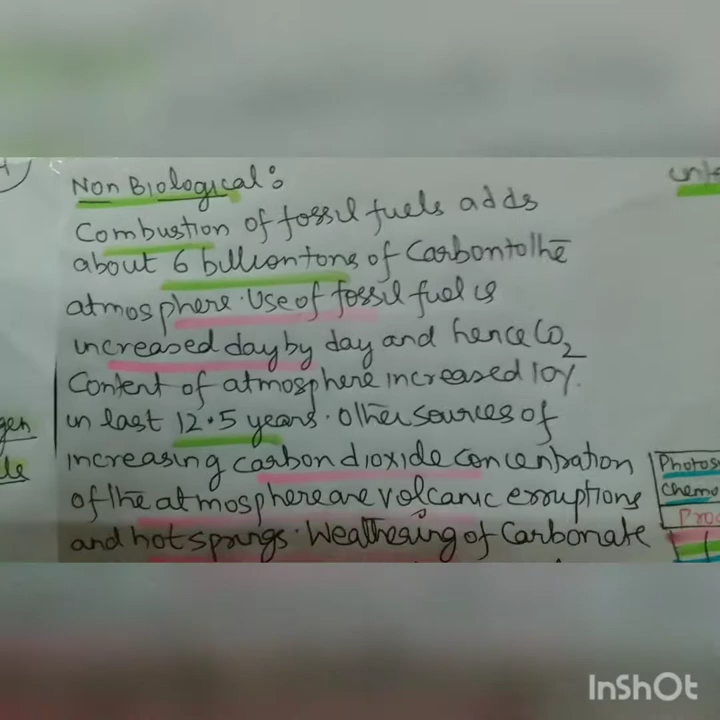 Non Biological:
Combustion of fossil fuels adds
about 6 billion tons of Carbon to the
atmosphere. Use of fossil fuel is
increased day by day and hence CO2
Content of atmosphere increased 10%.
in last 12.5 years. Other sources of
increasing carbon dioxide concentration
of the atmosphere are volcanic erruptions
and hot springs. Weathering of Carbonate
Photos
chemo
Pro
InShOt